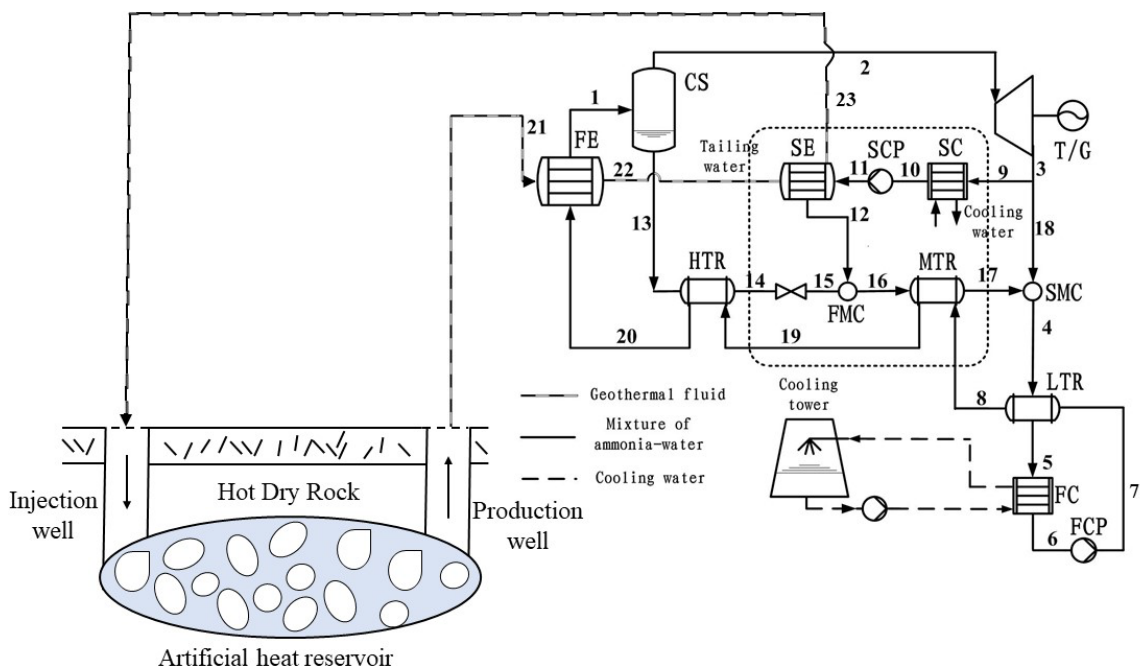 2
CS
1
23
21
FE
T/G
Tailing
water
SE
SCP
SC
3
22
11
10
9
12
Cooling
water
13
18
HTR
14
15
16
MTR
17
FMC
SMC
20
19
4
Geothermal fluid
Cooling
tower
8
LTR
Mixture of
ammonia-water
5
7
Cooling water
FC
Injection
well
Hot Dry Rock
Production
well
6
FCP
Artificial heat reservoir